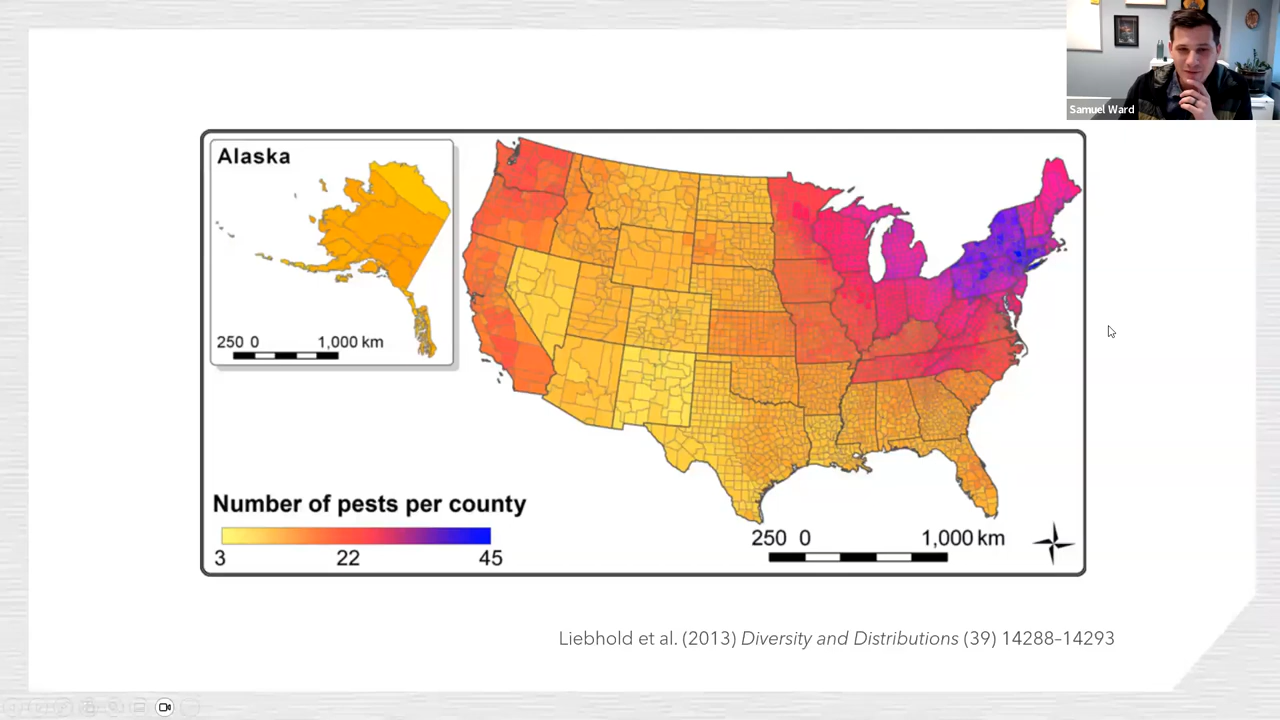 Samuel Ward
Alaska
250 0 1,000 km
Number of pests per county
3 22 45
250 0 1,000 km
Liebhold et al. (2013) Diversity and Distributions (39) 14288–14293